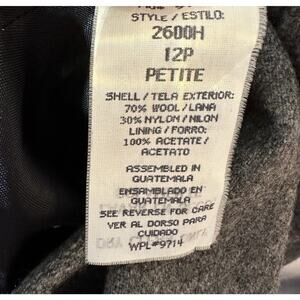 STYLE / ESTILO:
2600H
12P
PETITE
SHELL / TELA EXTERIOR:
70% WOOL / LANA
30% NYLON / NILON
LINING / FORRO:
100% ACETATE /
ACETATO
ASSEMBLED IN
GUATEMALA
ENSAMBLADO EN
GUATEMALA
SEE REVERSE FOR CARE
VER AL DORSO PARA
CUIDADO
WPL#9714